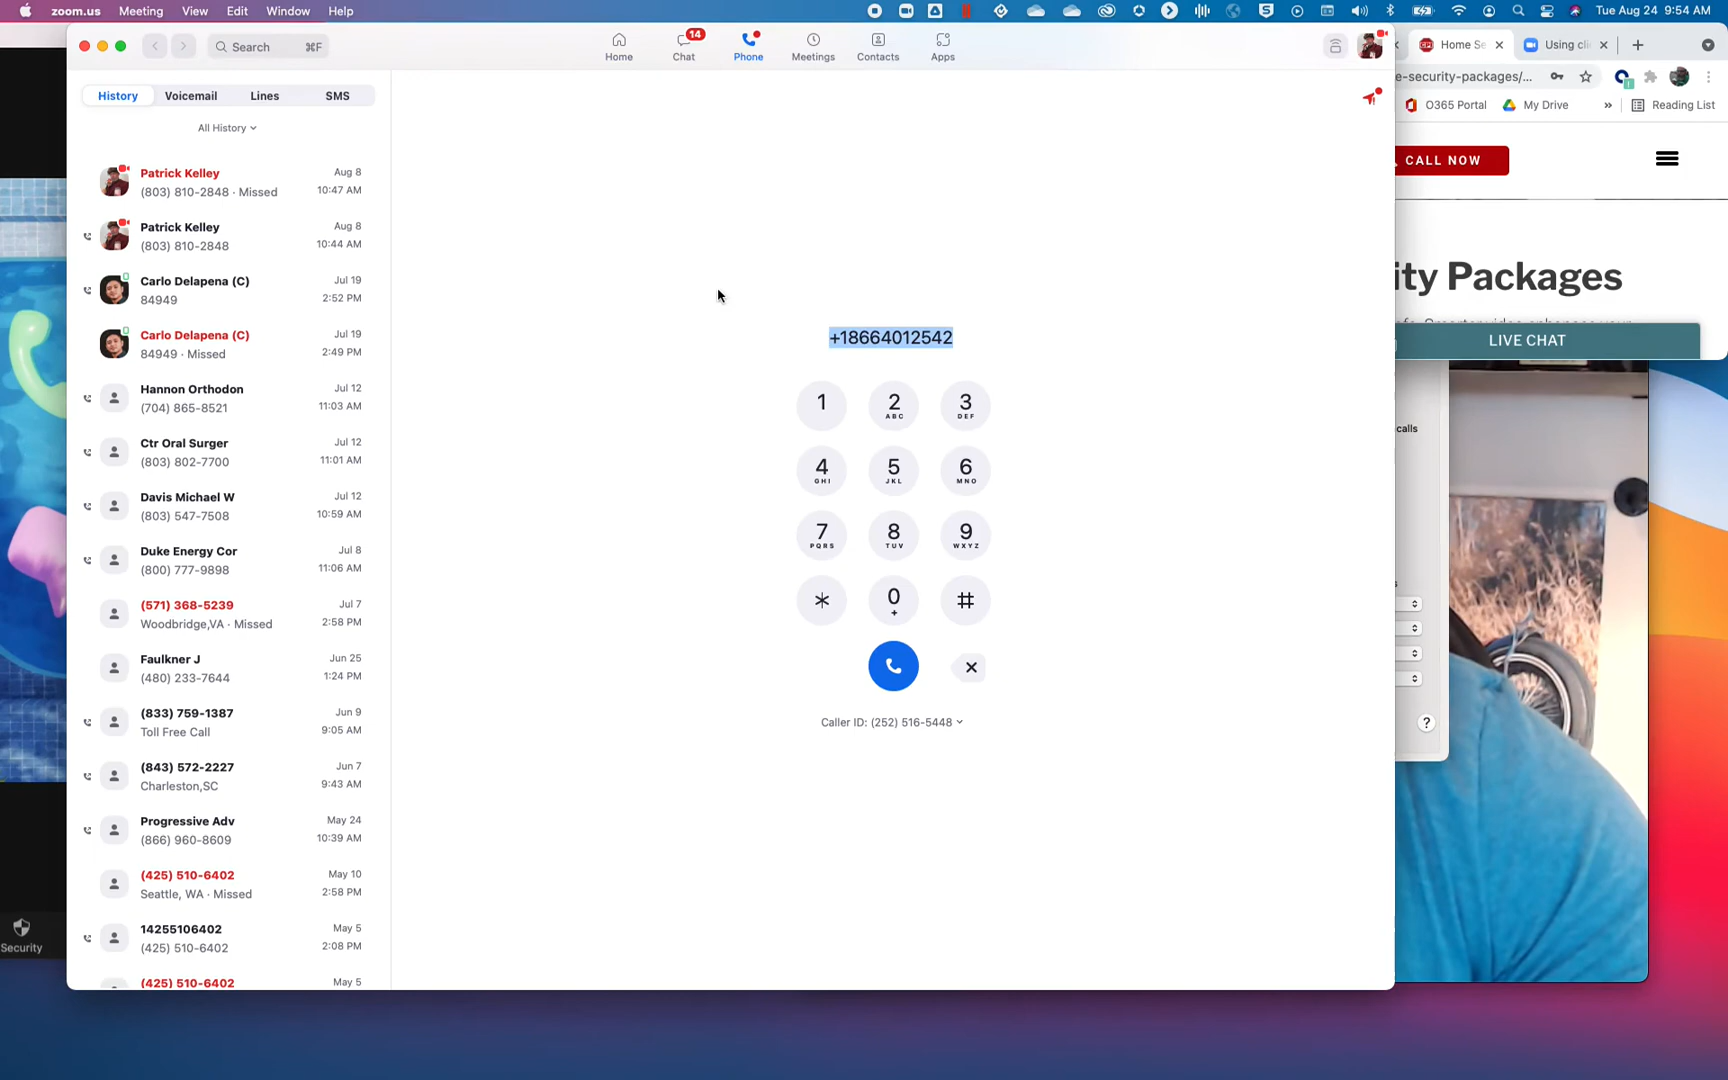 zoom.us Meeting View Edit Window Help
Tue Aug 24 9:54 AM
Search ⌘F
14
Home Chat Phone Meetings Contacts Apps
Home Se
Using cli
e-security-packages/...
O365 Portal My Drive » Reading List
CALL NOW
ity Packages
LIVE CHAT
calls
?
Security
History Voicemail Lines SMS
All History
Patrick Kelley Aug 8
(803) 810-2848 · Missed 10:47 AM
Patrick Kelley Aug 8
(803) 810-2848 10:44 AM
Carlo Delapena (C) Jul 19
84949 2:52 PM
Carlo Delapena (C) Jul 19
84949 · Missed 2:49 PM
Hannon Orthodon Jul 12
(704) 865-8521 11:03 AM
Ctr Oral Surger Jul 12
(803) 802-7700 11:01 AM
Davis Michael W Jul 12
(803) 547-7508 10:59 AM
Duke Energy Cor Jul 8
(800) 777-9898 11:06 AM
(571) 368-5239 Jul 7
Woodbridge,VA · Missed 2:58 PM
Faulkner J Jun 25
(480) 233-7644 1:24 PM
(833) 759-1387 Jun 9
Toll Free Call 9:05 AM
(843) 572-2227 Jun 7
Charleston,SC 9:43 AM
Progressive Adv May 24
(866) 960-8609 10:39 AM
(425) 510-6402 May 10
Seattle, WA · Missed 2:58 PM
14255106402 May 5
(425) 510-6402 2:08 PM
(425) 510-6402 May 5
+18664012542
1 2 3
ABC DEF
4 5 6
GHI JKL MNO
7 8 9
PQRS TUV WXYZ
* 0 #
+
Caller ID: (252) 516-5448